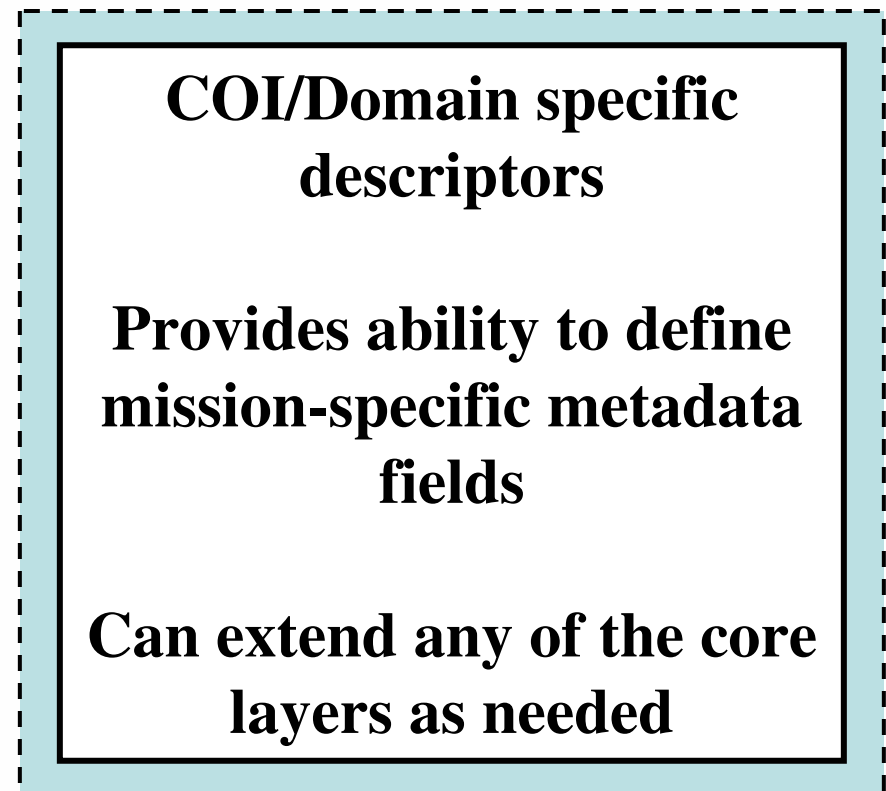 COI/Domain specific
descriptors
Provides ability to define
mission-specific metadata
fields
Can extend any of the core
layers as needed